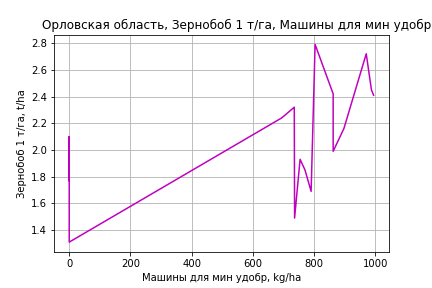 Орловская область, Зернобоб 1 т/га, Машины для мин удобр
2.8
2.6
2.4
2.2
2.0
1.8
1.6
1.4
Зернобоб 1 т/га, t/ha
0 200 400 600 800 1000
Машины для мин удобр, kg/ha